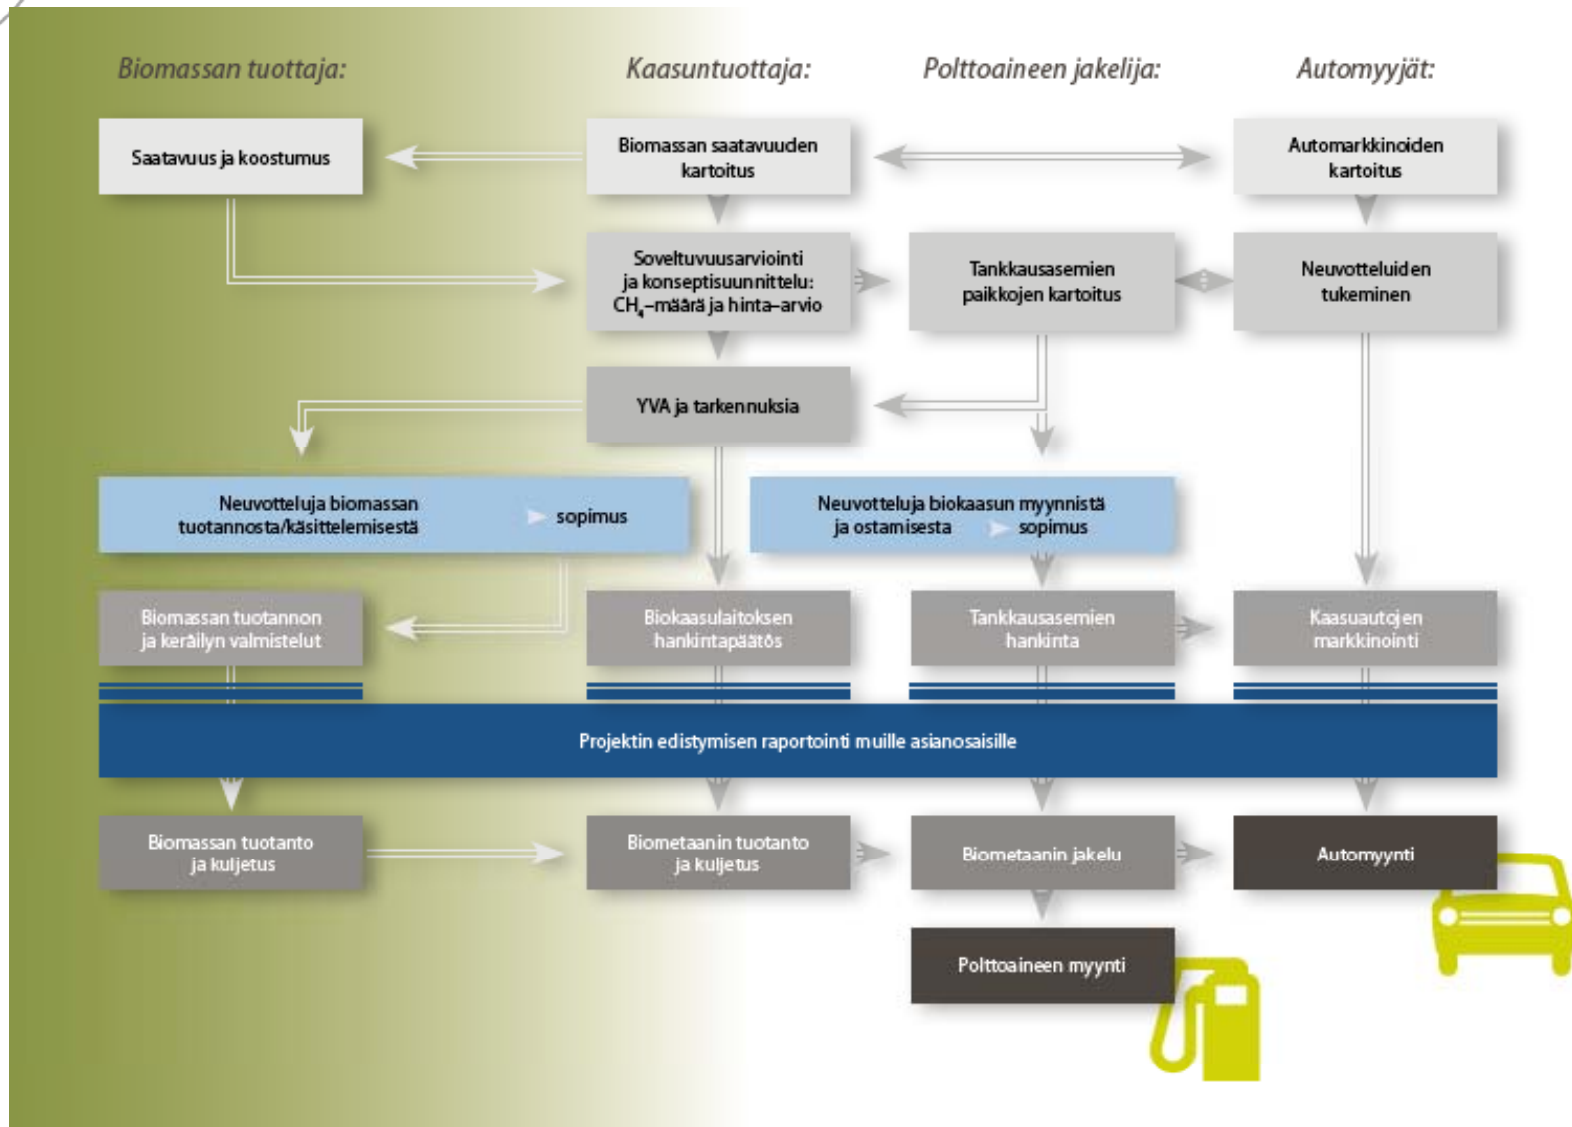 Biomassan tuottaja:
Kaasuntuottaja:
Polttoaineen jakelija:
Automyyjät:
Saatavuus ja koostumus
Biomassan saatavuuden
kartoitus
Automarkkinoiden
kartoitus
Soveltuvuusarviointi
ja konseptisuunnittelu:
CH₄–määrä ja hinta–arvio
Tankkausasemien
paikkojen kartoitus
Neuvotteluiden
tukeminen
YVA ja tarkennuksia
Neuvotteluja biomassan
tuotannosta/käsittelemisestä
sopimus
Neuvotteluja biokaasun myynnistä
ja ostamisesta sopimus
Biomassan tuotannon
ja keräilyn valmistelut
Biokaasulaitoksen
hankintapäätös
Tankkausasemien
hankinta
Kaasuautojen
markkinointi
Projektin edistymisen raportointi muille asianosaisille
Biomassan tuotanto
ja kuljetus
Biometaanin tuotanto
ja kuljetus
Biometaanin jakelu
Automyynti
Polttoaineen myynti